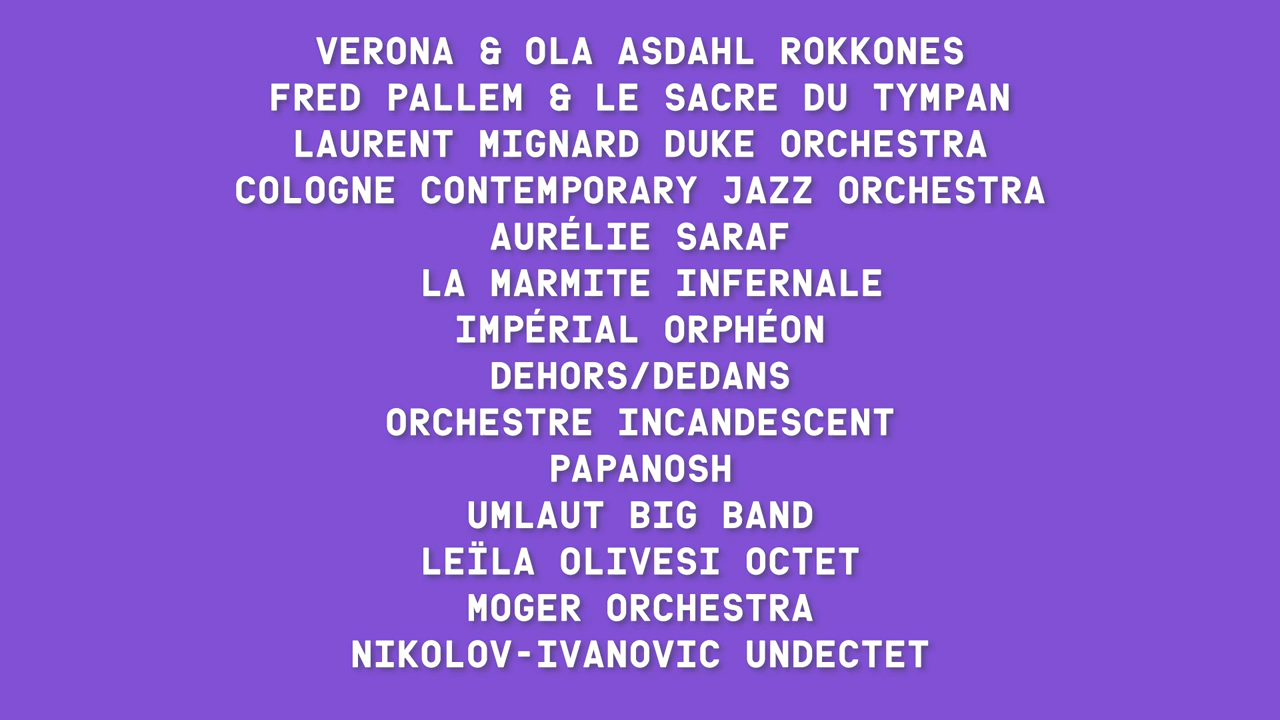 VERONA & OLA ASDAHL ROKKONES
FRED PALLEM & LE SACRE DU TYMPAN
LAURENT MIGNARD DUKE ORCHESTRA
COLOGNE CONTEMPORARY JAZZ ORCHESTRA
AURÉLIE SARAF
LA MARMITE INFERNALE
IMPÉRIAL ORPHÉON
DEHORS/DEDANS
ORCHESTRE INCANDESCENT
PAPANOSH
UMLAUT BIG BAND
LEÏLA OLIVESI OCTET
MOGER ORCHESTRA
NIKOLOV-IVANOVIC UNDECTET